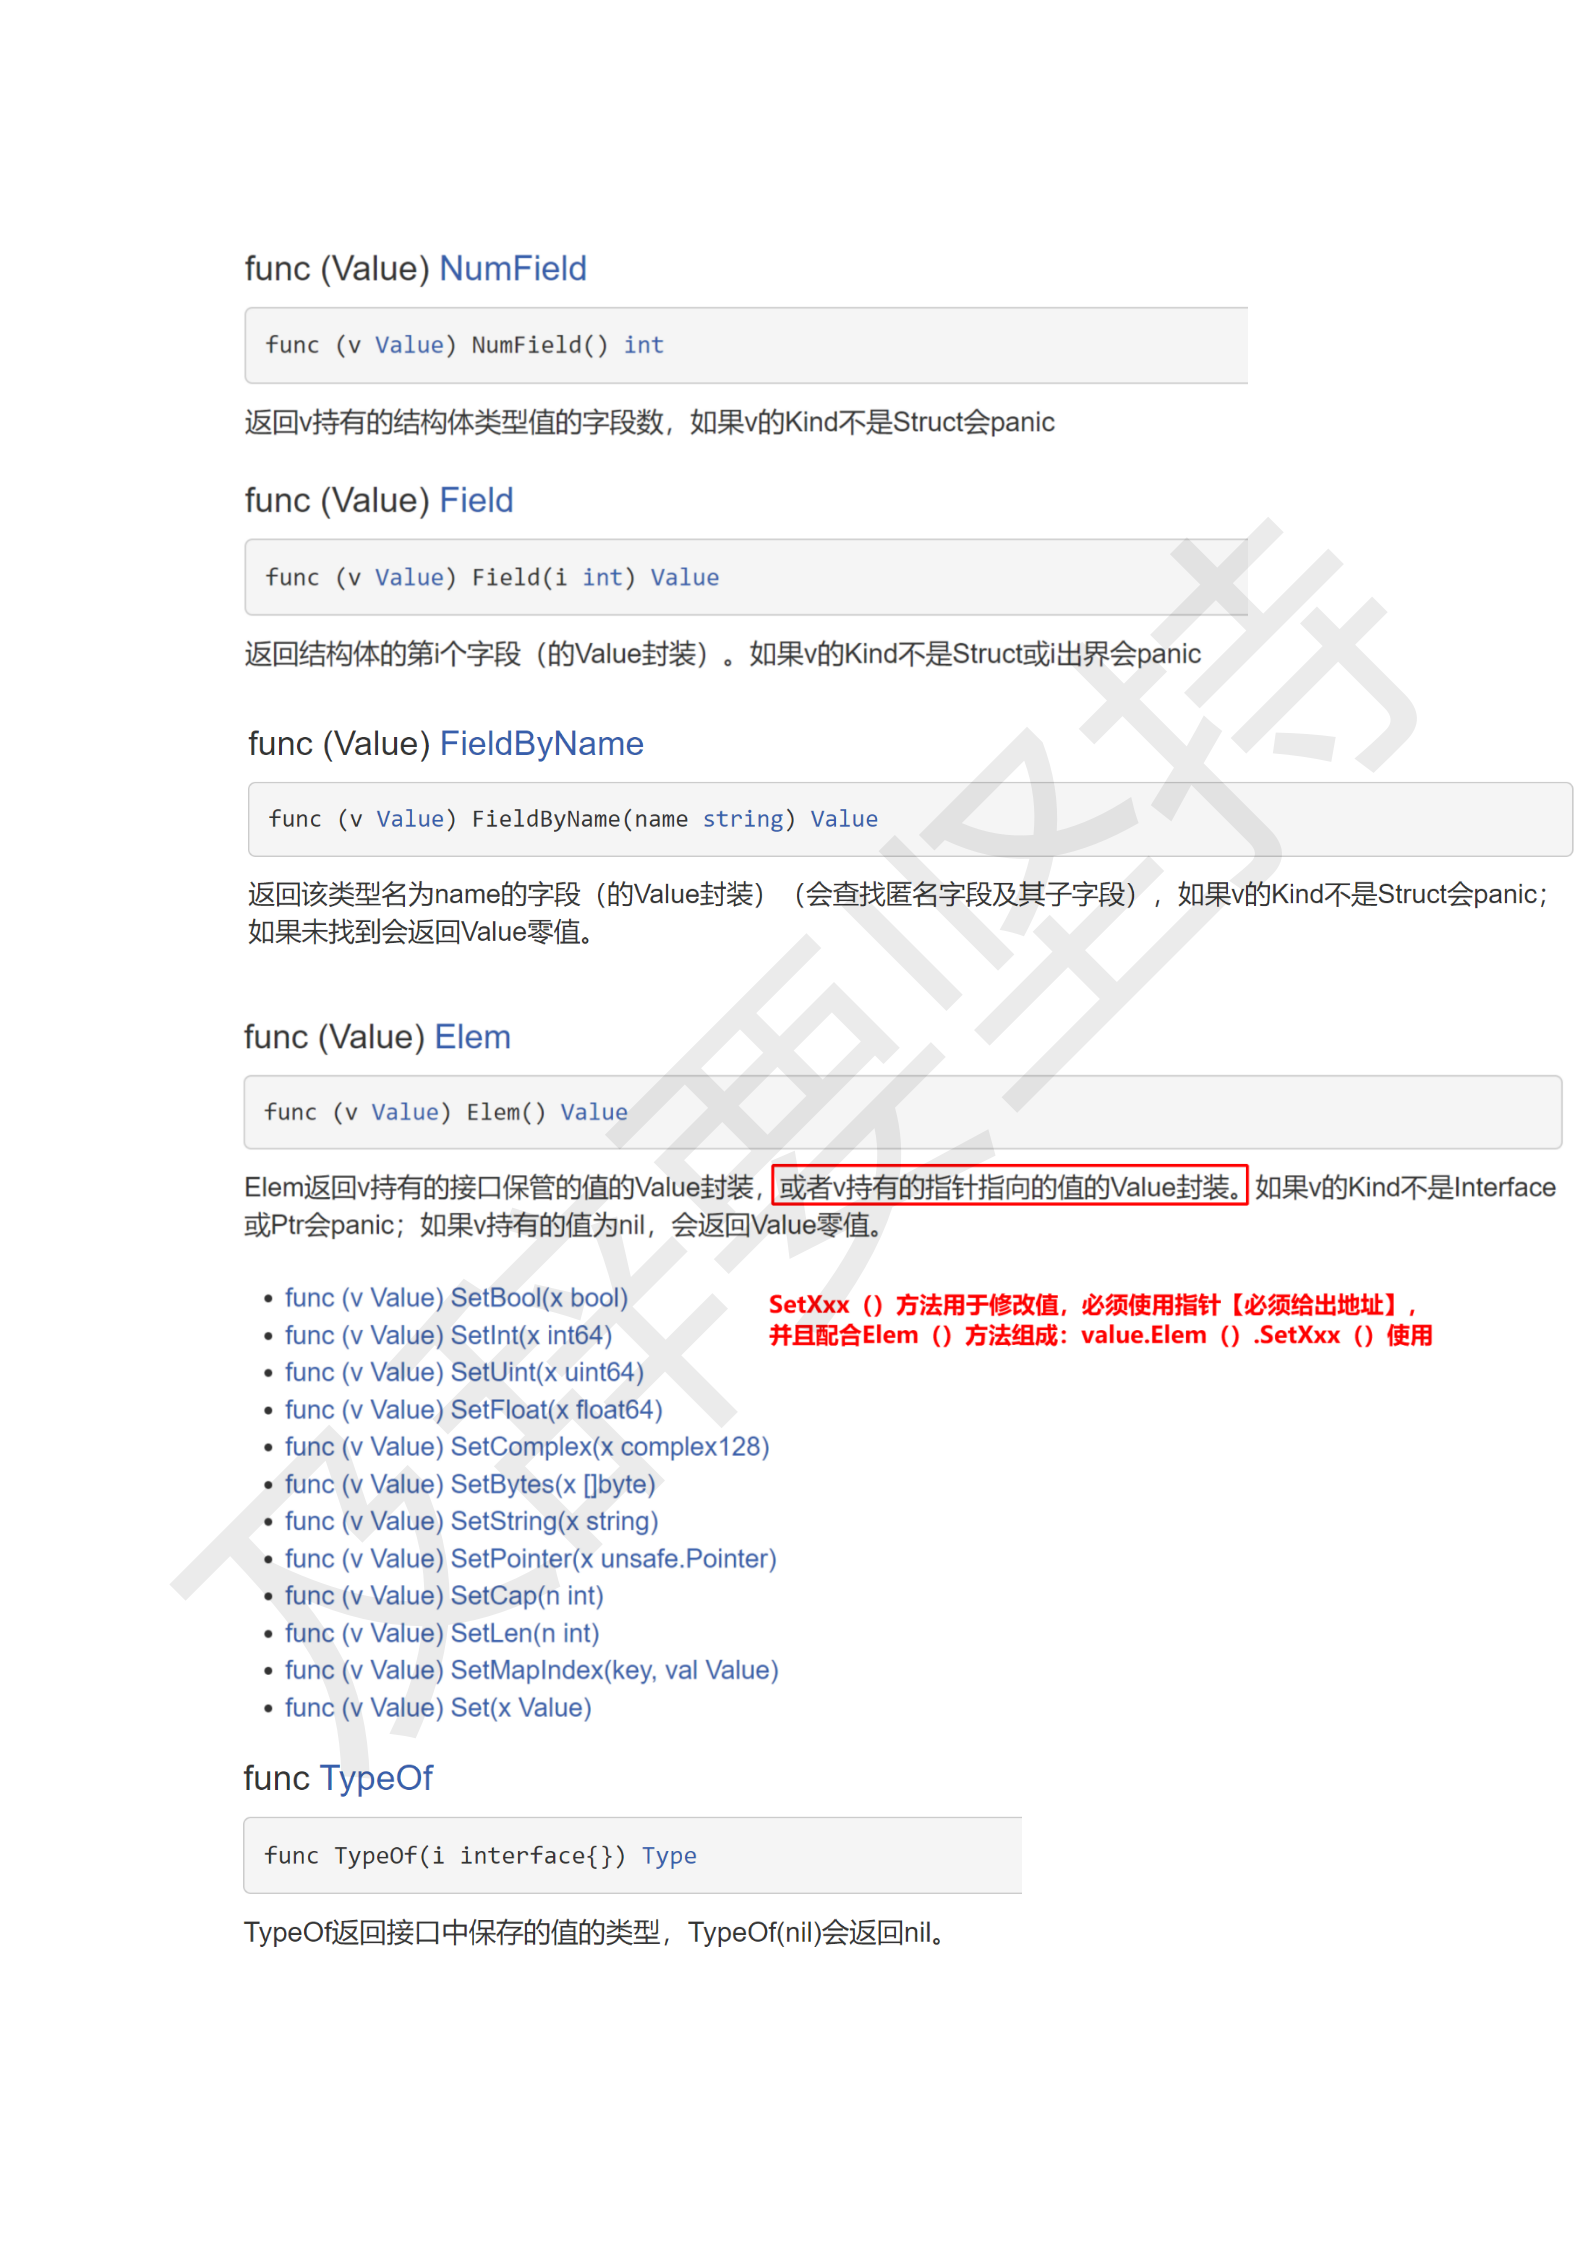 func (Value) NumField
func (v Value) NumField() int
返回v持有的结构体类型值的字段数，如果v的Kind不是Struct会panic
func (Value) Field
func (v Value) Field(i int) Value
返回结构体的第i个字段（的Value封装）。如果v的Kind不是Struct或i出界会panic
func (Value) FieldByName
func (v Value) FieldByName(name string) Value
返回该类型名为name的字段（的Value封装）（会查找匿名字段及其子字段），如果v的Kind不是Struct会panic；
如果未找到会返回Value零值。
func (Value) Elem
func (v Value) Elem() Value
Elem返回v持有的接口保管的值的Value封装，或者v持有的指针指向的值的Value封装。如果v的Kind不是Interface
或Ptr会panic；如果v持有的值为nil，会返回Value零值。
• func (v Value) SetBool(x bool)
• func (v Value) SetInt(x int64)
• func (v Value) SetUint(x uint64)
• func (v Value) SetFloat(x float64)
• func (v Value) SetComplex(x complex128)
• func (v Value) SetBytes(x []byte)
• func (v Value) SetString(x string)
• func (v Value) SetPointer(x unsafe.Pointer)
• func (v Value) SetCap(n int)
• func (v Value) SetLen(n int)
• func (v Value) SetMapIndex(key, val Value)
• func (v Value) Set(x Value)
SetXxx（）方法用于修改值，必须使用指针【必须给出地址】，
并且配合Elem（）方法组成：value.Elem（）.SetXxx（）使用
func TypeOf
func TypeOf(i interface{}) Type
TypeOf返回接口中保存的值的类型，TypeOf(nil)会返回nil。
及辞要坚持